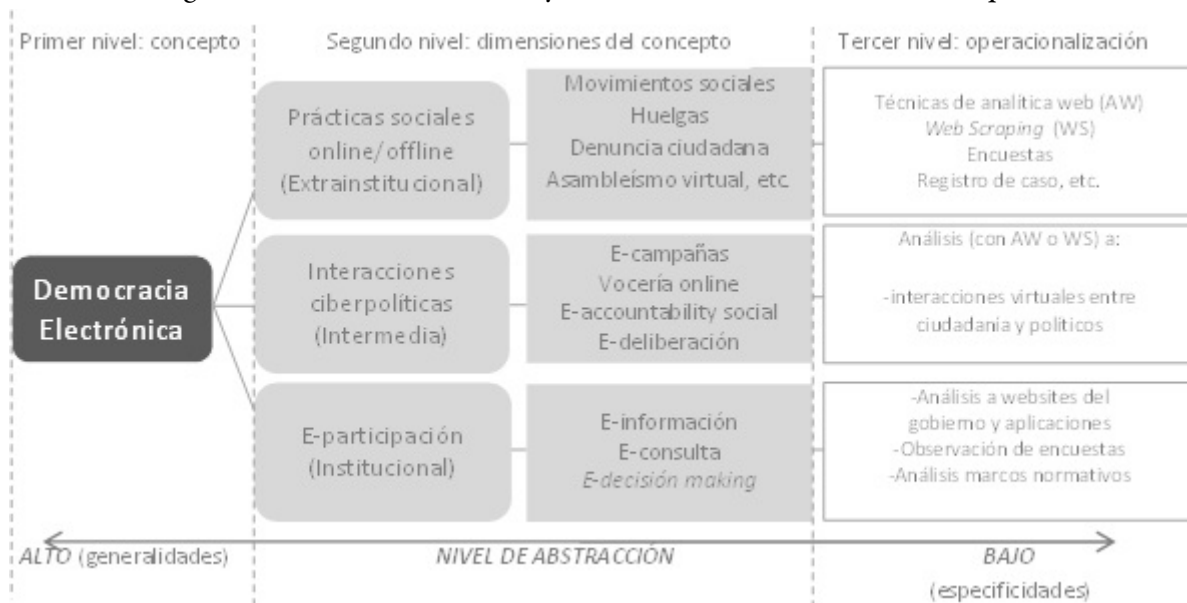 Primer nivel: concepto
Segundo nivel: dimensiones del concepto
Tercer nivel: operacionalización
Democracia
Electrónica
Prácticas sociales
online/offline
(Extrainstitucional)
Movimientos sociales
Huelgas
Denuncia ciudadana
Asambleísmo virtual, etc.
Técnicas de analítica web (AW)
Web Scraping (WS)
Encuestas
Registro de caso, etc.
Interacciones
ciberpolíticas
(Intermedia)
E-campañas
Vocería online
E-accountability social
E-deliberación
Análisis (con AW o WS) a:
-interacciones virtuales entre
ciudadanía y políticos
E-participación
(Institucional)
E-información
E-consulta
E-decisión making
-Análisis a websites del
gobierno y aplicaciones
-Observación de encuestas
-Análisis marcos normativos
ALTO (generalidades)
NIVEL DE ABSTRACCIÓN
BAJO
(especificidades)